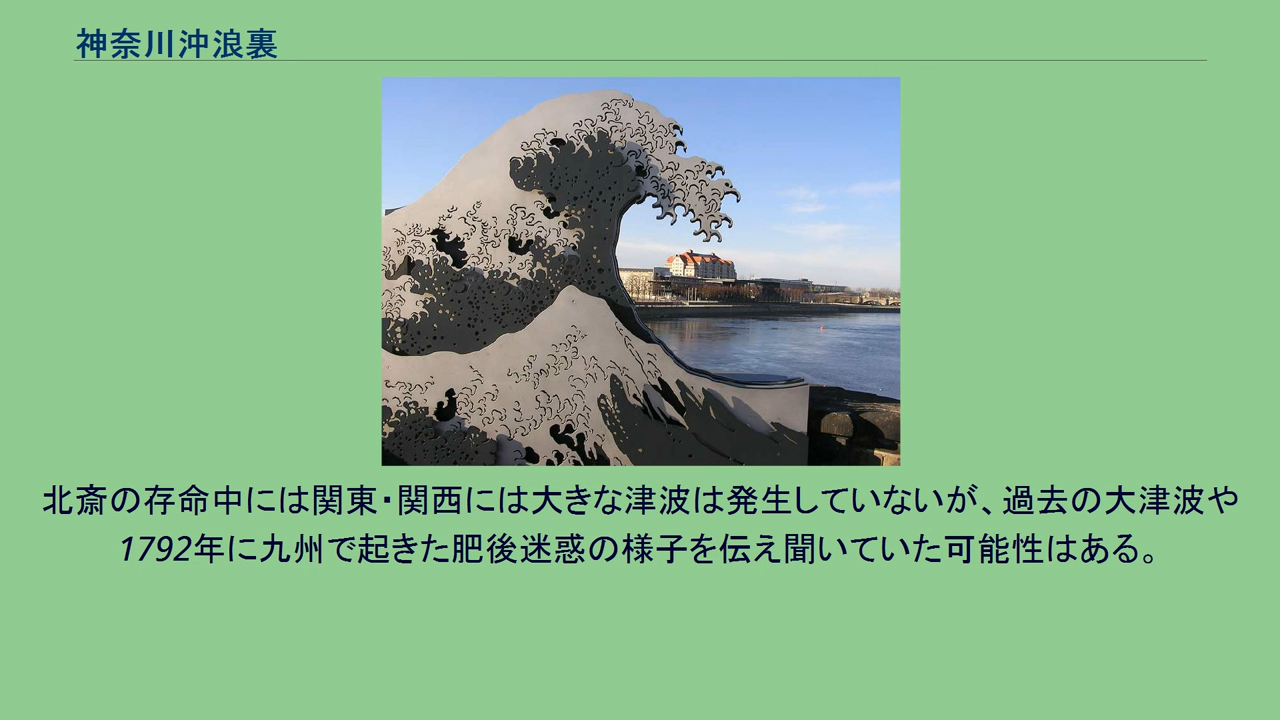 神奈川沖浪裏
北斎の存命中には関東・関西には大きな津波は発生していないが、過去の大津波や
1792年に九州で起きた肥後迷惑の様子を伝え聞いていた可能性はある。